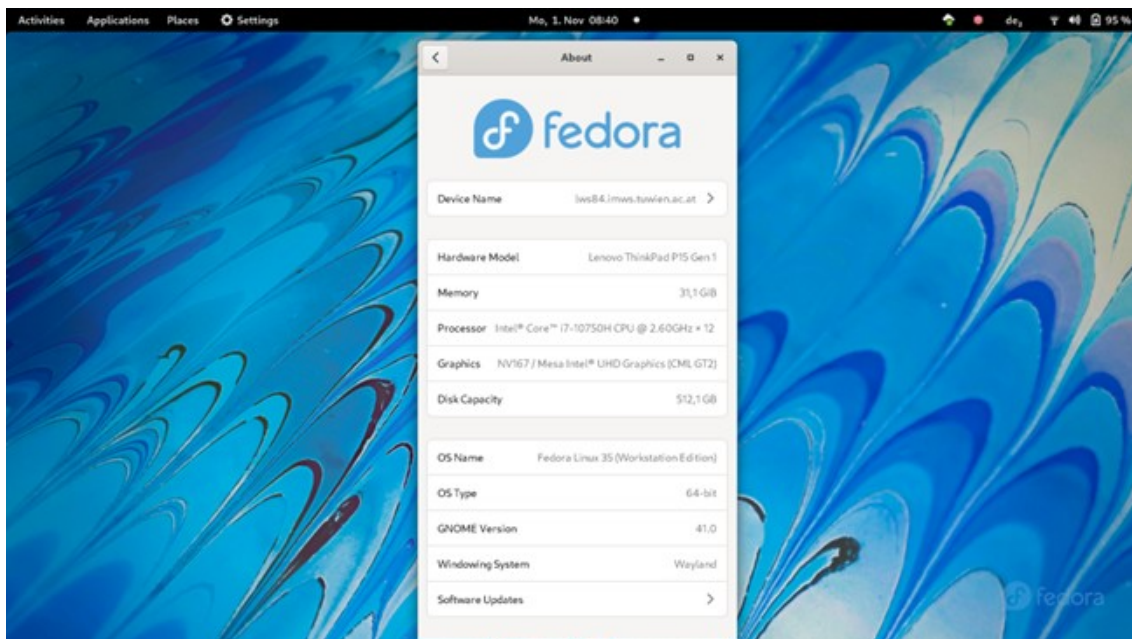 Activities Applications Places Settings Mo, 1. Nov 08:40 de₂ 95 %
About
fedora
Device Name lws84.imws.tuwien.ac.at
Hardware Model Lenovo ThinkPad P15 Gen 1
Memory 31,1 GiB
Processor Intel® Core™ i7-10750H CPU @ 2.60GHz × 12
Graphics NV167 / Mesa Intel® UHD Graphics (CML GT2)
Disk Capacity 512,1 GB
OS Name Fedora Linux 35 (Workstation Edition)
OS Type 64-bit
GNOME Version 41.0
Windowing System Wayland
Software Updates
fedora